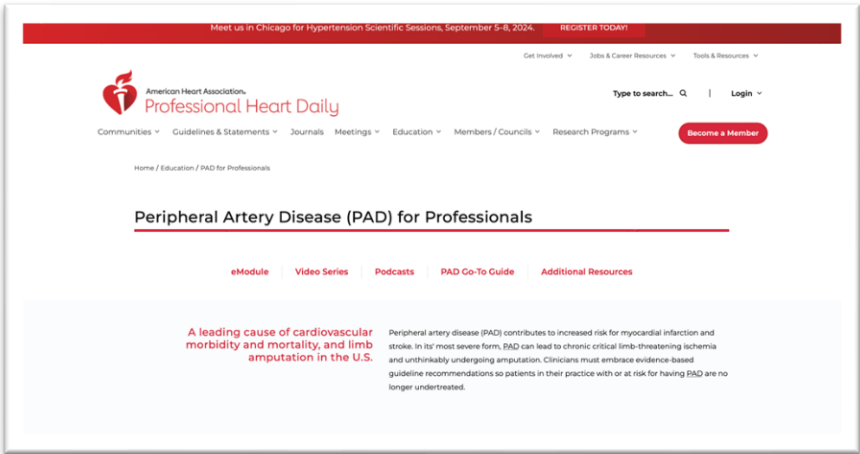 Meet us in Chicago for Hypertension Scientific Sessions, September 5-8, 2024. REGISTER TODAY!
Get Involved Jobs & Career Resources Tools & Resources
American Heart Association.
Professional Heart Daily
Type to search... | Login
Communities Guidelines & Statements Journals Meetings Education Members / Councils Research Programs Become a Member
Home / Education / PAD for Professionals
Peripheral Artery Disease (PAD) for Professionals
eModule Video Series Podcasts PAD Go-To Guide Additional Resources
A leading cause of cardiovascular
morbidity and mortality, and limb
amputation in the U.S.
Peripheral artery disease (PAD) contributes to increased risk for myocardial infarction and
stroke. In its' most severe form, PAD can lead to chronic critical limb-threatening ischemia
and unthinkably undergoing amputation. Clinicians must embrace evidence-based
guideline recommendations so patients in their practice with or at risk for having PAD are no
longer undertreated.